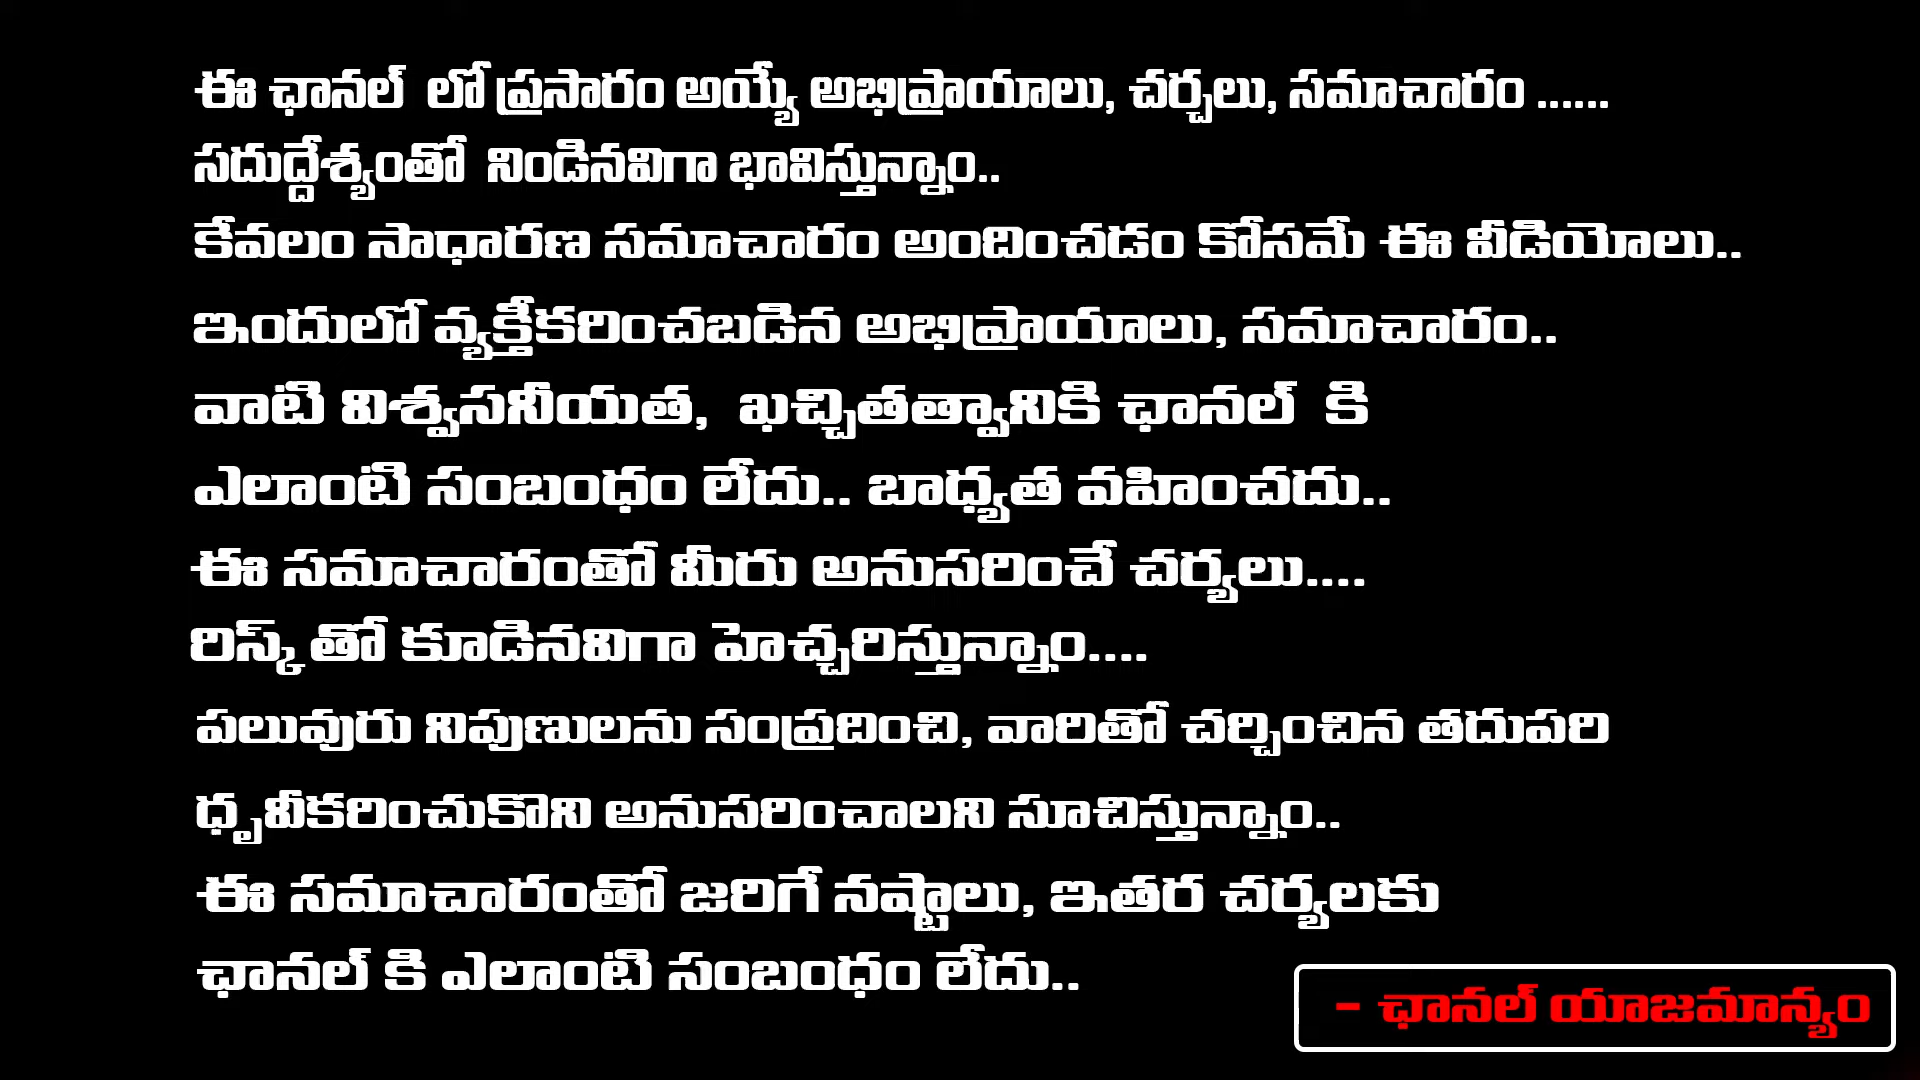 ఈ ఛానల్ లో ప్రసారం అయ్యే అభిప్రాయాలు, చర్చలు, సమాచారం ......
సదుద్దేశ్యంతో నిండినవిగా భావిస్తున్నాం..
కేవలం సాధారణ సమాచారం అందించడం కోసమే ఈ వీడియోలు..
ఇందులో వ్యక్తీకరించబడిన అభిప్రాయాలు, సమాచారం..
వాటి విశ్వసనీయత, ఖచ్చితత్వానికి ఛానల్ కి
ఎలాంటి సంబంధం లేదు.. బాధ్యత వహించదు..
ఈ సమాచారంతో మీరు అనుసరించే చర్యలు....
రిస్క్ తో కూడినవిగా హెచ్చరిస్తున్నాం....
పలువురు నిపుణులను సంప్రదించి, వారితో చర్చించిన తదుపరి
ధృవీకరించుకొని అనుసరించాలని సూచిస్తున్నాం..
ఈ సమాచారంతో జరిగే నష్టాలు, ఇతర చర్యలకు
ఛానల్ కి ఎలాంటి సంబంధం లేదు..
- ఛానల్ యాజమాన్యం